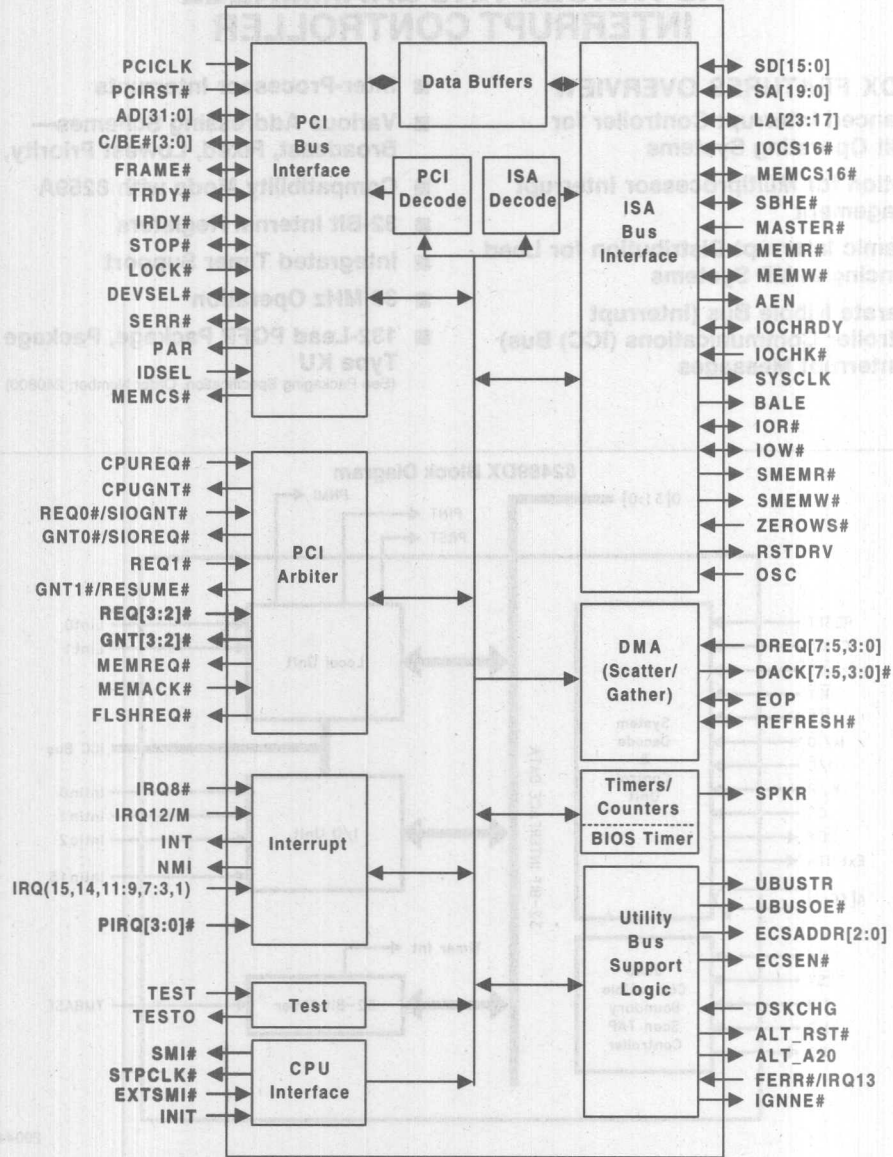 PCICLK
PCIRST#
AD[31:0]
C/BE#[3:0]
FRAME#
TRDY#
IRDY#
STOP#
LOCK#
DEVSEL#
SERR#
PAR
IDSEL
MEMCS#
PCI
Bus
Interface
Data Buffers
PCI
Decode
ISA
Decode
ISA
Bus
Interface
SD[15:0]
SA[19:0]
LA[23:17]
IOCS16#
MEMCS16#
SBHE#
MASTER#
MEMR#
MEMW#
AEN
IOCHRDY
IOCHK#
SYSCLK
BALE
IOR#
IOW#
SMEMR#
SMEMW#
ZEROWS#
RSTDRV
OSC
CPUREQ#
CPUGNT#
REQ0#/SIOGNT#
GNT0#/SIOREQ#
REQ1#
GNT1#/RESUME#
REQ[3:2]#
GNT[3:2]#
MEMREQ#
MEMACK#
FLSHREQ#
PCI
Arbiter
DMA
(Scatter/
Gather)
DREQ[7:5,3:0]
DACK[7:5,3:0]#
EOP
REFRESH#
IRQ8#
IRQ12/M
INT
NMI
IRQ(15,14,11:9,7:3,1)
PIRQ[3:0]#
Interrupt
Timers/
Counters
BIOS Timer
SPKR
TEST
TESTO
Test
SMI#
STPCLK#
EXTSMI#
INIT
CPU
Interface
Utility
Bus
Support
Logic
UBUSTR
UBUSOE#
ECSADDR[2:0]
ECSEN#
DSKCHG
ALT_RST#
ALT_A20
FERR#/IRQ13
IGNNE#